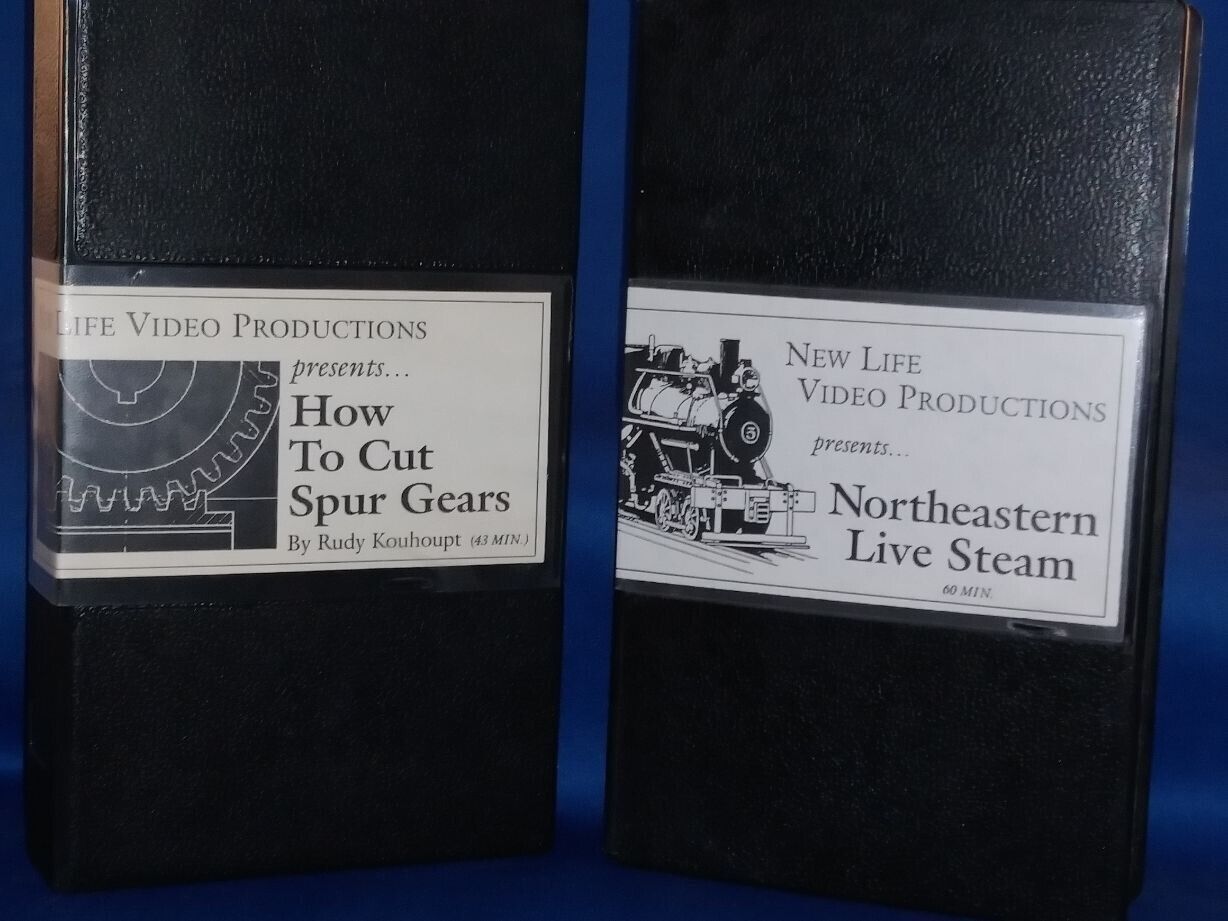 LIFE VIDEO PRODUCTIONS
presents...
How
To Cut
Spur Gears
By Rudy Kouhoupt (43 MIN.)
NEW LIFE
VIDEO PRODUCTIONS
presents...
Northeastern
Live Steam
60 MIN.
5